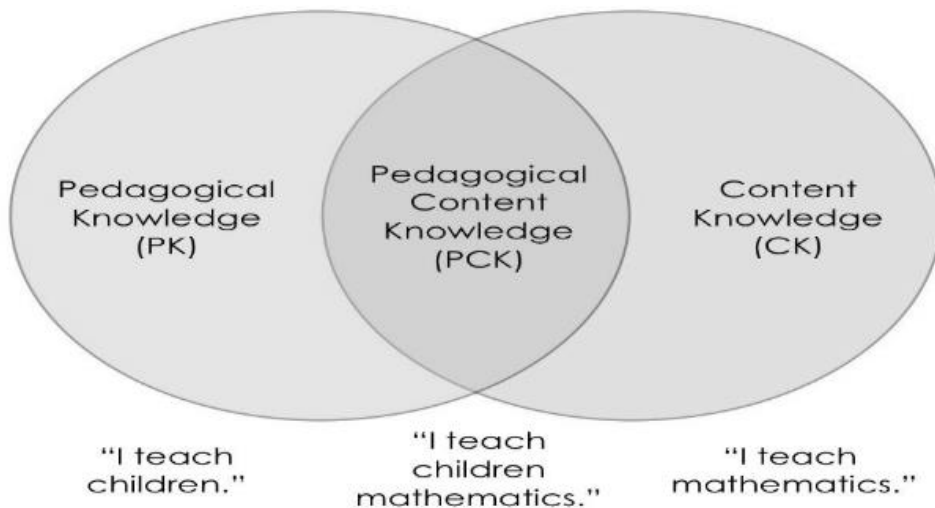 Pedagogical
Knowledge
(PK)
Pedagogical
Content
Knowledge
(PCK)
Content
Knowledge
(CK)
“I teach
children.”
“I teach
children
mathematics.”
“I teach
mathematics.”